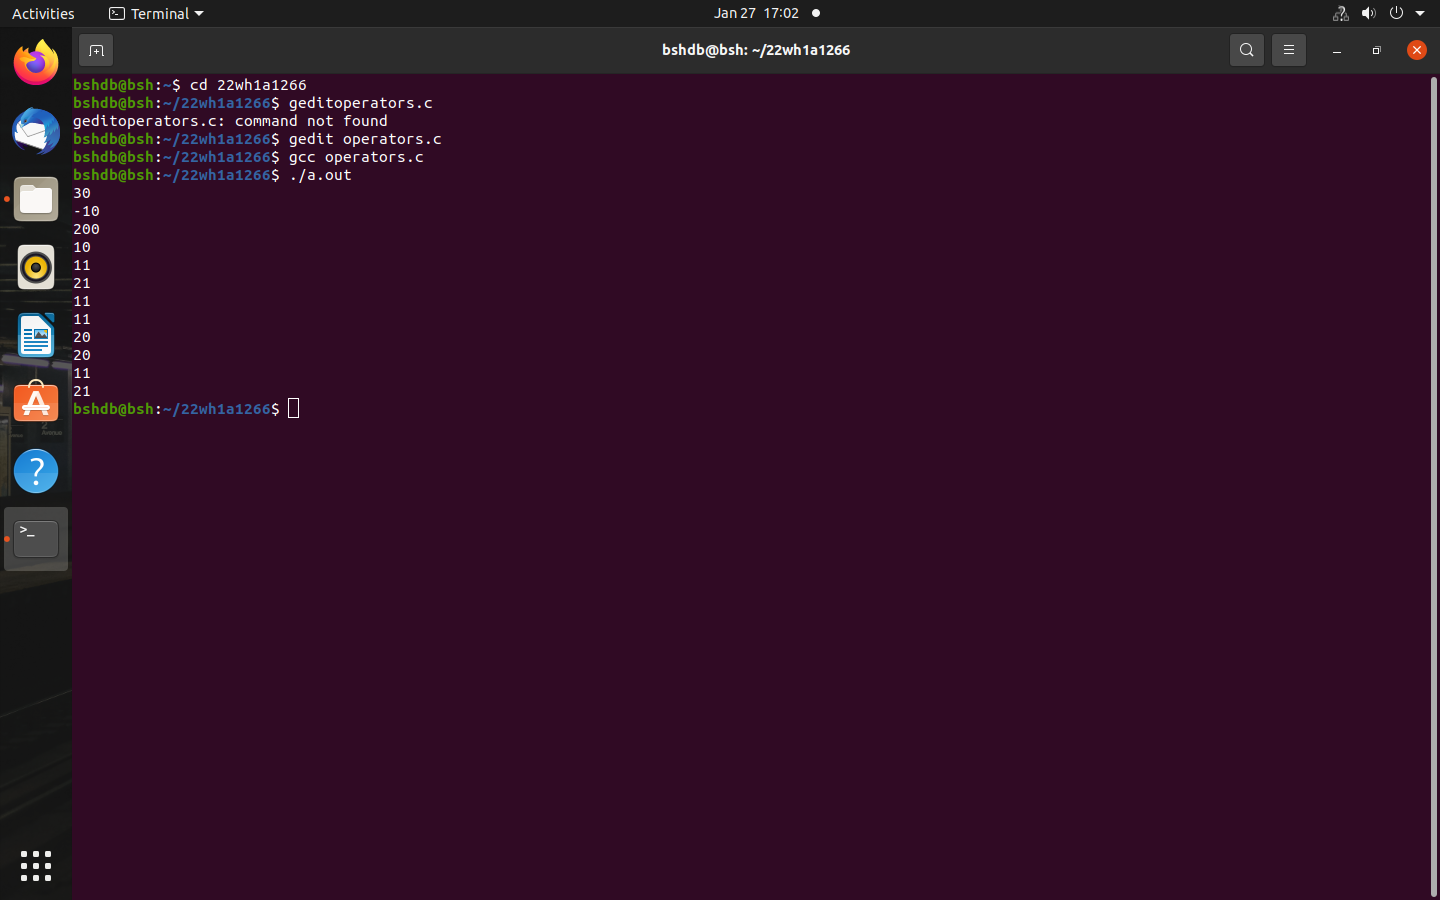 Activities Terminal Jan 27 17:02
bshdb@bsh: ~/22wh1a1266
bshdb@bsh:~$ cd 22wh1a1266
bshdb@bsh:~/22wh1a1266$ geditoperators.c
geditoperators.c: command not found
bshdb@bsh:~/22wh1a1266$ gedit operators.c
bshdb@bsh:~/22wh1a1266$ gcc operators.c
bshdb@bsh:~/22wh1a1266$ ./a.out
30
-10
200
10
11
21
11
11
20
20
11
21
bshdb@bsh:~/22wh1a1266$